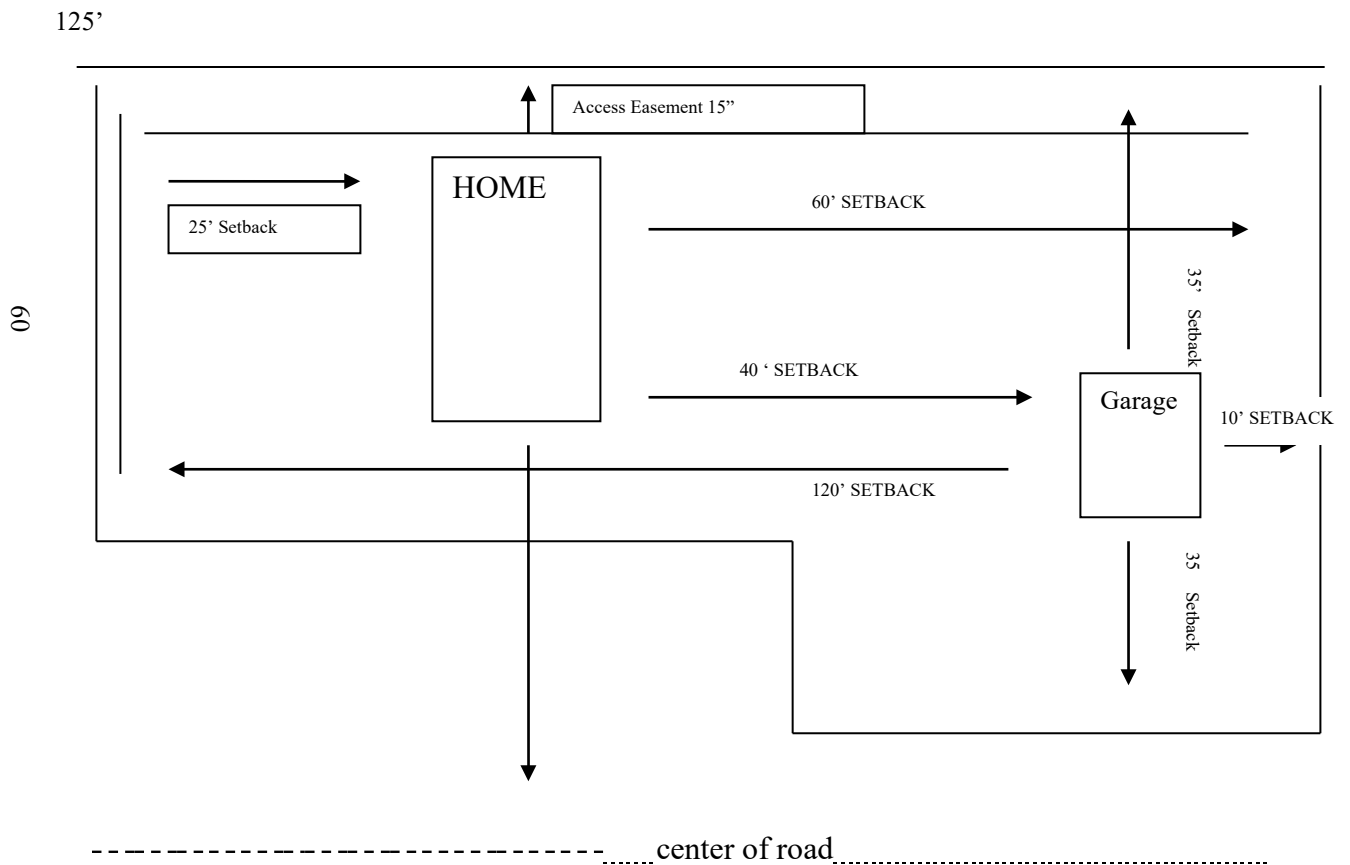 125’
Access Easement 15”
HOME
60’ SETBACK
25’ Setback
35’ Setback
60
40 ‘ SETBACK
Garage
10’ SETBACK
120’ SETBACK
35 Setback
center of road